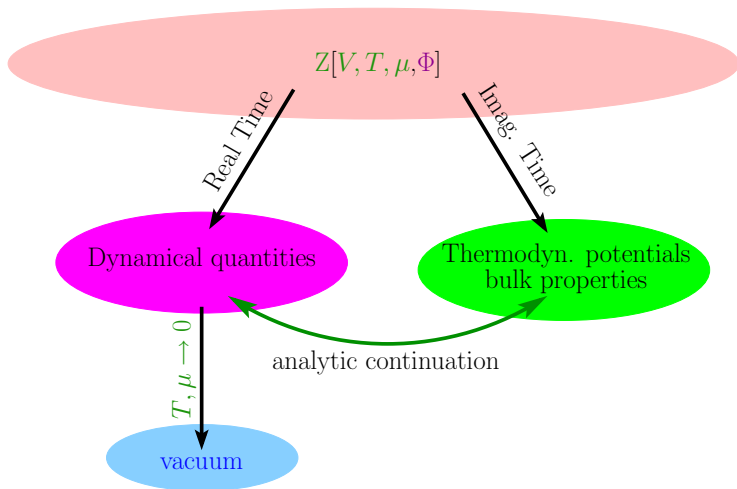 Z[V, T, μ,Φ]
Real Time
Imag. Time
Dynamical quantities
Thermodyn. potentials
bulk properties
T, μ → 0
analytic continuation
vacuum